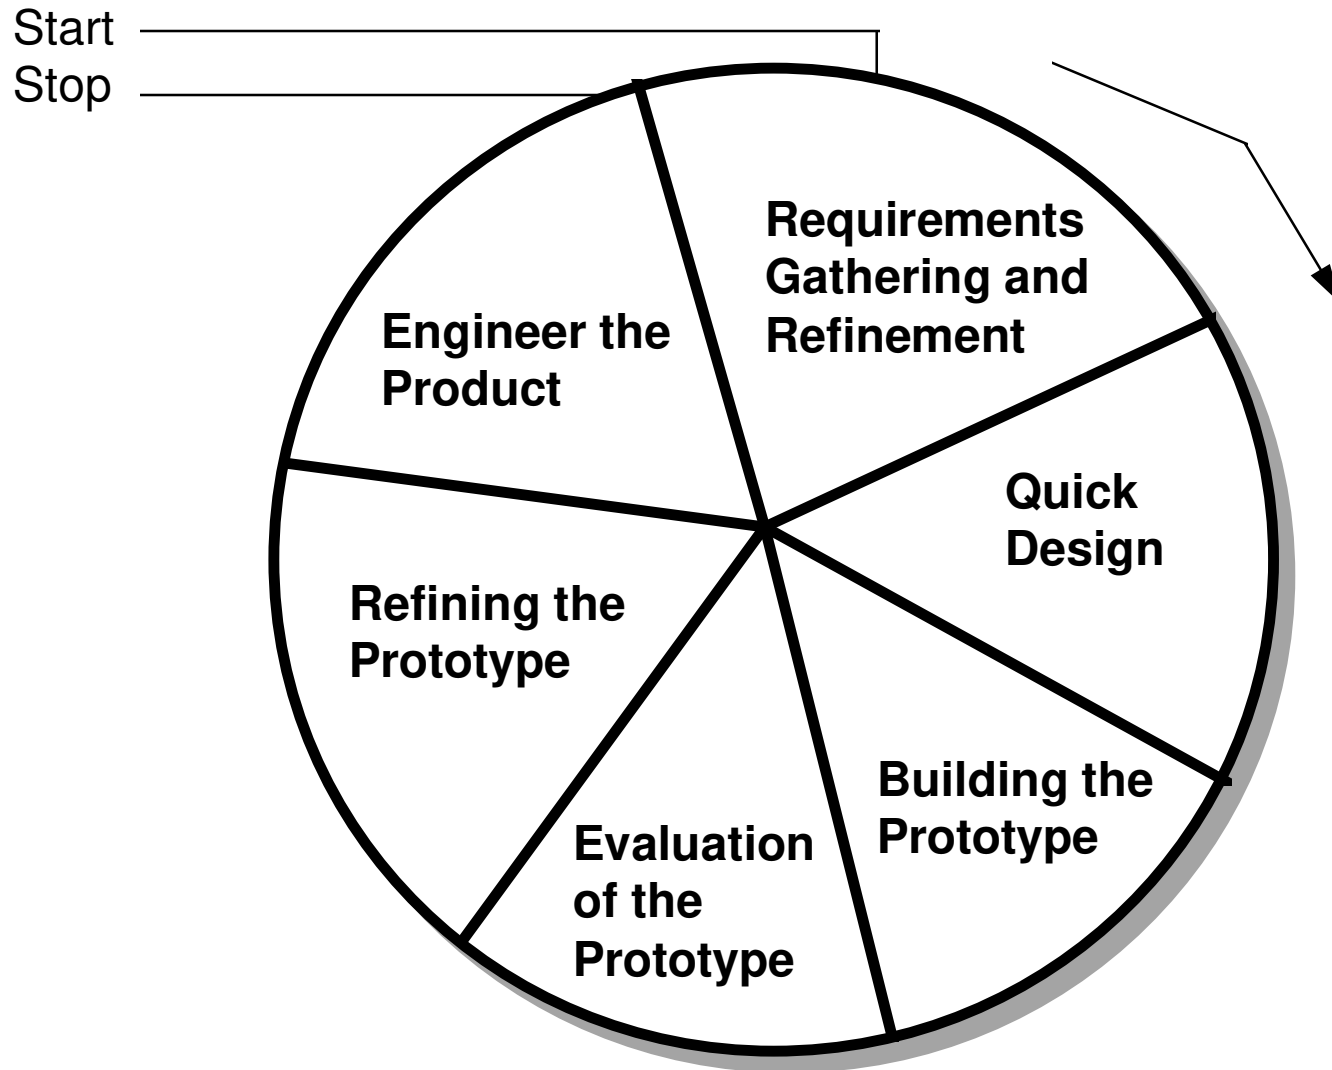 Start
Stop
Requirements
Gathering and
Refinement
Engineer the
Product
Quick
Design
Refining the
Prototype
Building the
Prototype
Evaluation
of the
Prototype